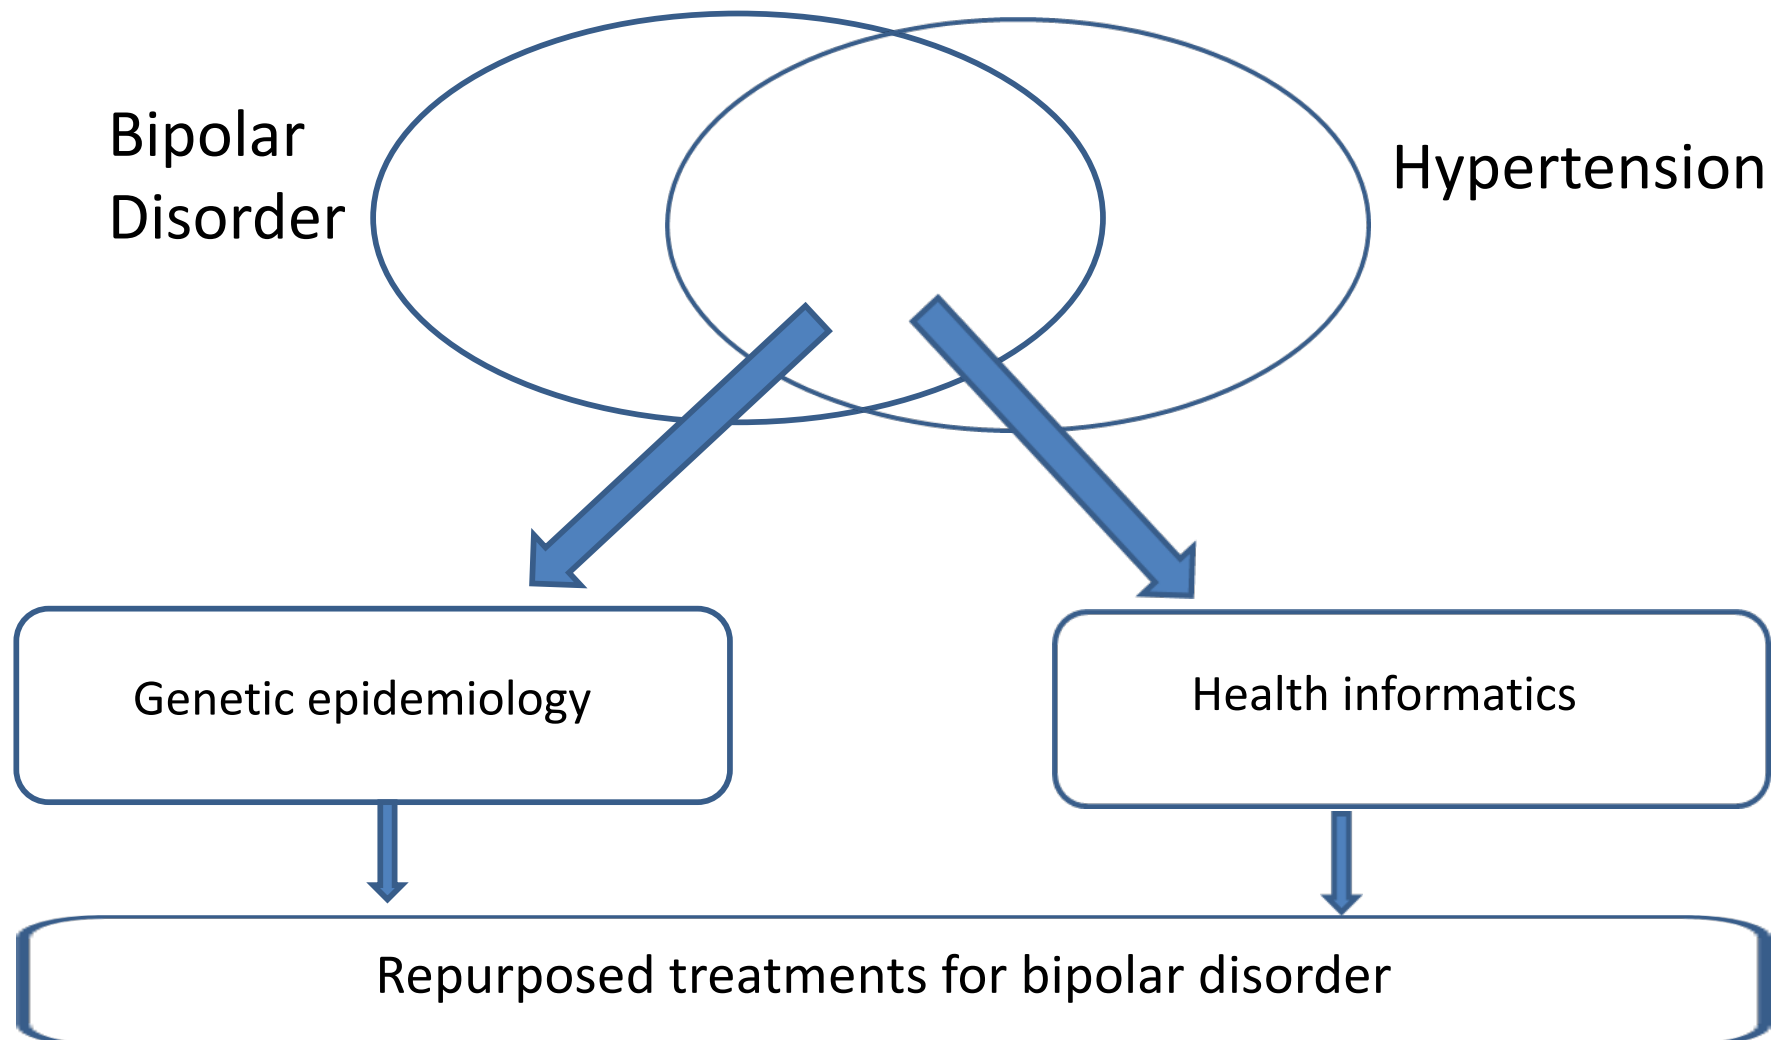 Bipolar
Disorder
Hypertension
Genetic epidemiology
Health informatics
Repurposed treatments for bipolar disorder